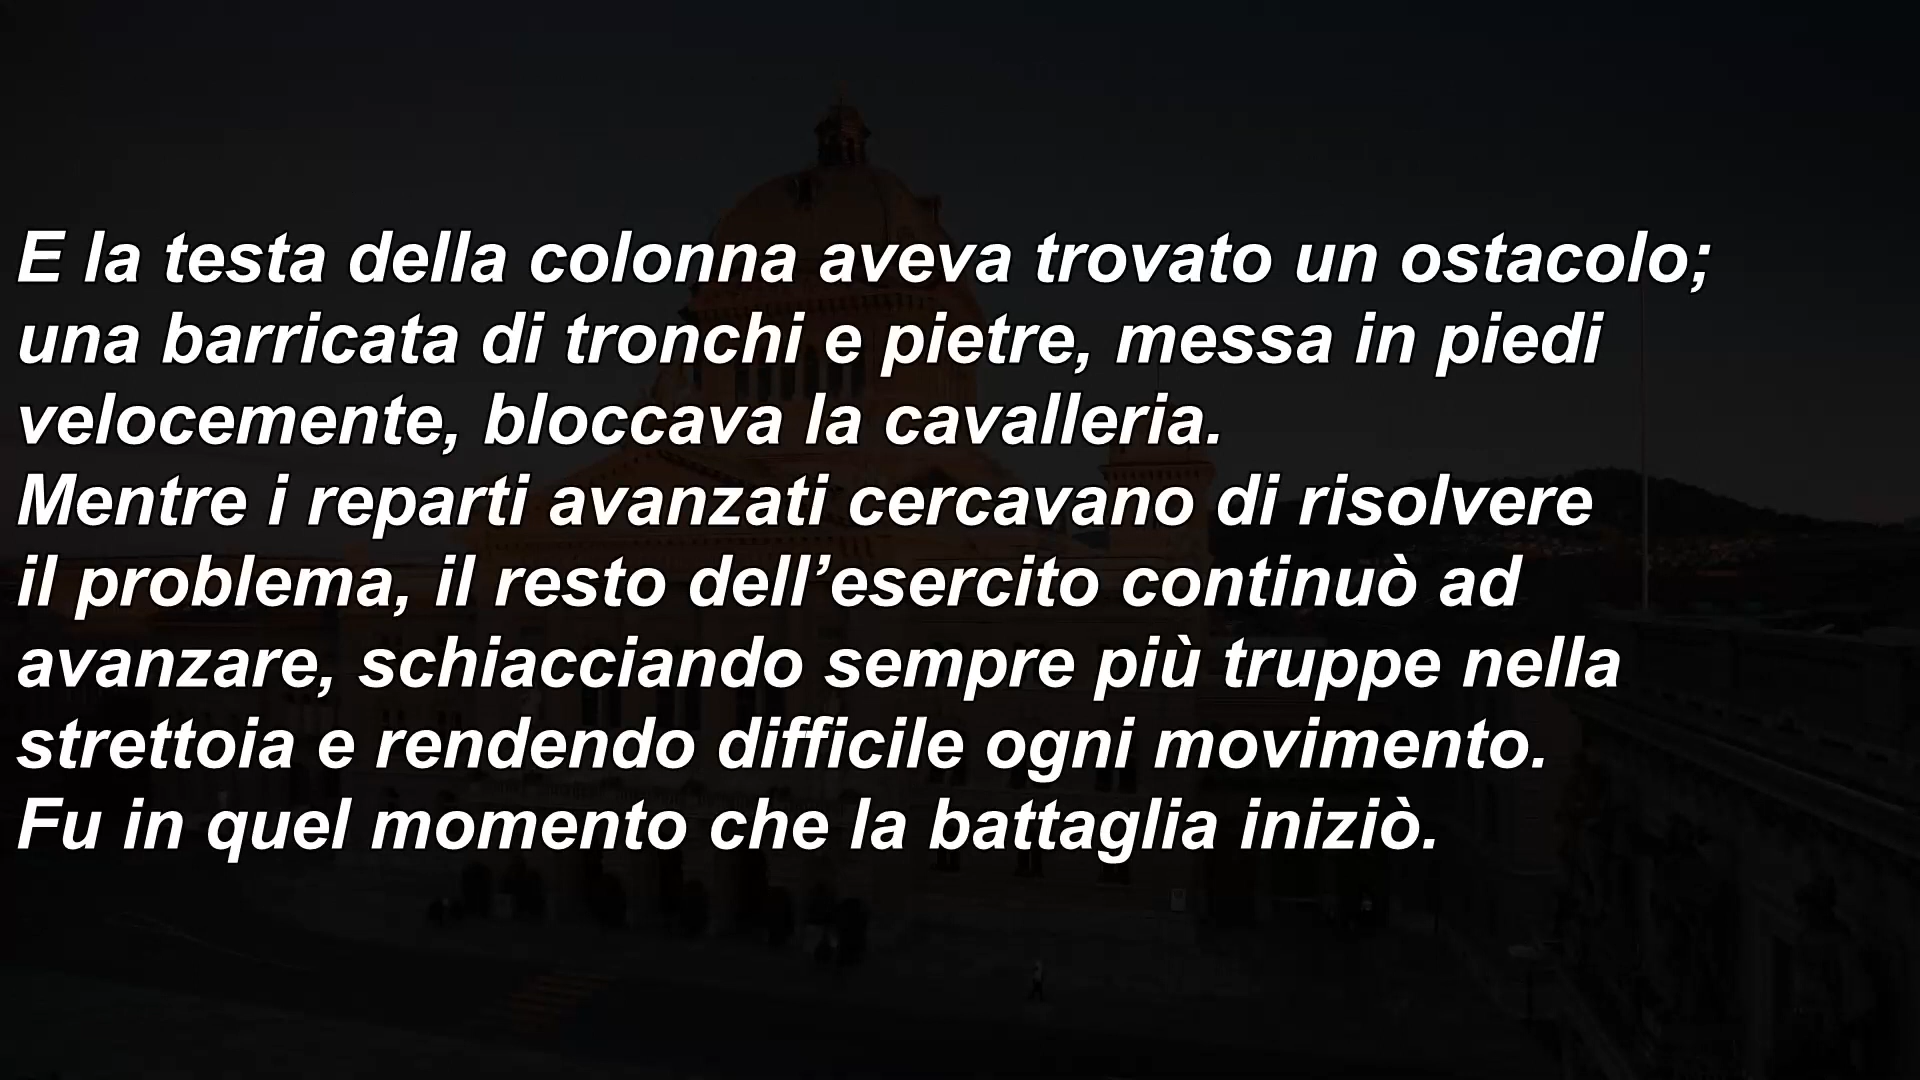 E la testa della colonna aveva trovato un ostacolo;
una barricata di tronchi e pietre, messa in piedi
velocemente, bloccava la cavalleria.
Mentre i reparti avanzati cercavano di risolvere
il problema, il resto dell’esercito continuò ad
avanzare, schiacciando sempre più truppe nella
strettoia e rendendo difficile ogni movimento.
Fu in quel momento che la battaglia iniziò.